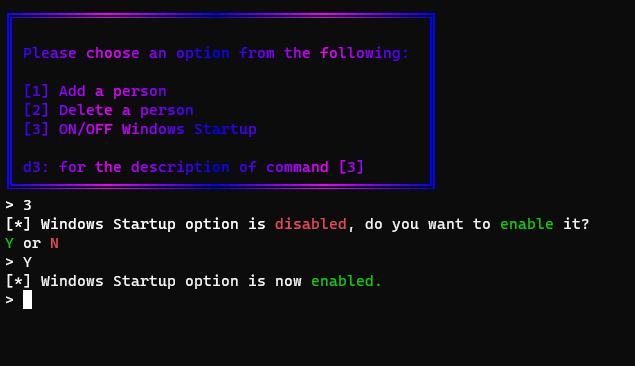 Please choose an option from the following:
[1] Add a person
[2] Delete a person
[3] ON/OFF Windows Startup
d3: for the description of command [3]
> 3
[*] Windows Startup option is disabled, do you want to enable it?
Y or N
> Y
[*] Windows Startup option is now enabled.
>